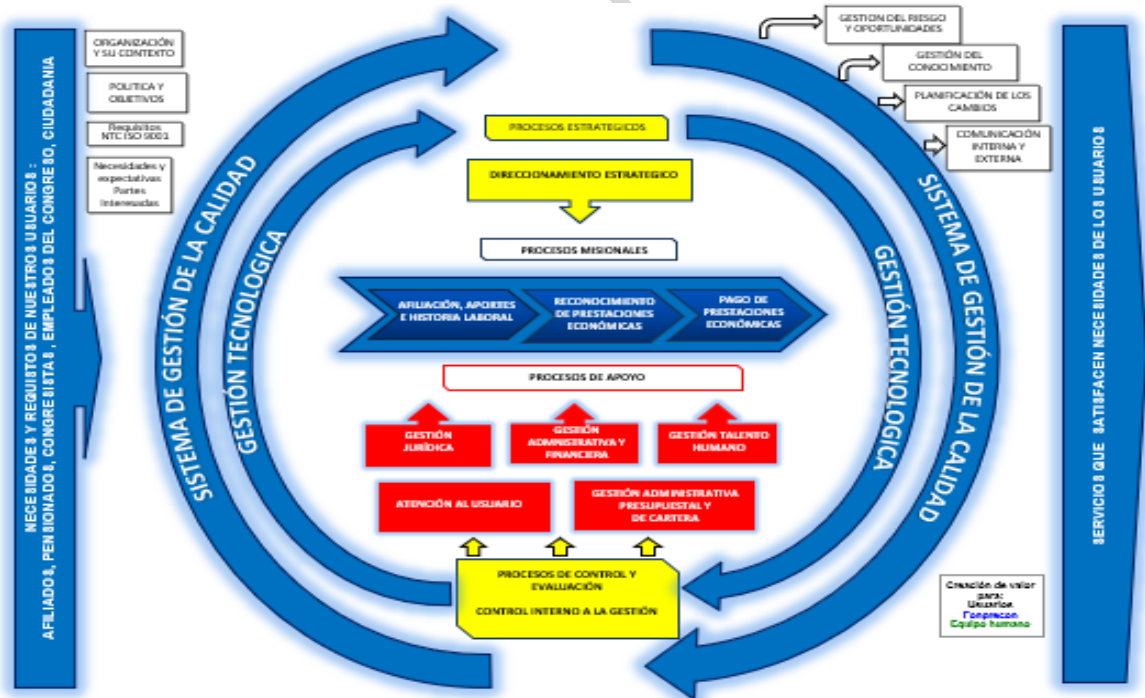 NECESIDADES Y REQUISTOS DE NUESTROS USUARIOS :
AFILIADOS, PENSIONADOS, CONGRESISTAS, EMPLEADOS DEL CONGRESO, CIUDADANIA
ORGANIZACIÓN
Y SU CONTEXTO
POLITICA Y
OBJETIVOS
Requisitos
NTC ISO 9001
Necesidades y
expectativas
Partes
Interesadas
SISTEMA DE GESTIÓN DE LA CALIDAD
GESTIÓN TECNOLOGICA
PROCESOS ESTRATEGICOS
DIRECCIONAMIENTO ESTRATEGICO
PROCESOS MISIONALES
AFILIACIÓN, APORTES
E HISTORIA LABORAL
RECONOCIMIENTO
DE PRESTACIONES
ECONÓMICAS
PAGO DE
PRESTACIONES
ECONÓMICAS
PROCESOS DE APOYO
GESTIÓN
JURÍDICA
GESTIÓN
ADMINISTRATIVA Y
FINANCIERA
GESTIÓN TALENTO
HUMANO
ATENCIÓN AL USUARIO
GESTIÓN ADMINISTRATIVA
PRESUPUESTAL Y
DE CARTERA
PROCESOS DE CONTROL Y
EVALUACIÓN
CONTROL INTERNO A LA GESTIÓN
GESTIÓN TECNOLOGICA
SISTEMA DE GESTIÓN DE LA CALIDAD
GESTION DEL RIESGO
Y OPORTUNIDADES
GESTIÓN DEL
CONOCIMIENTO
PLANIFICACIÓN DE LOS
CAMBIOS
COMUNICACIÓN
INTERNA Y
EXTERNA
SERVICIOS QUE SATISFACEN NECESIDADES DE LOS USUARIOS
Creación de valor
para:
Usuarios
Fonprecon
Equipo humano